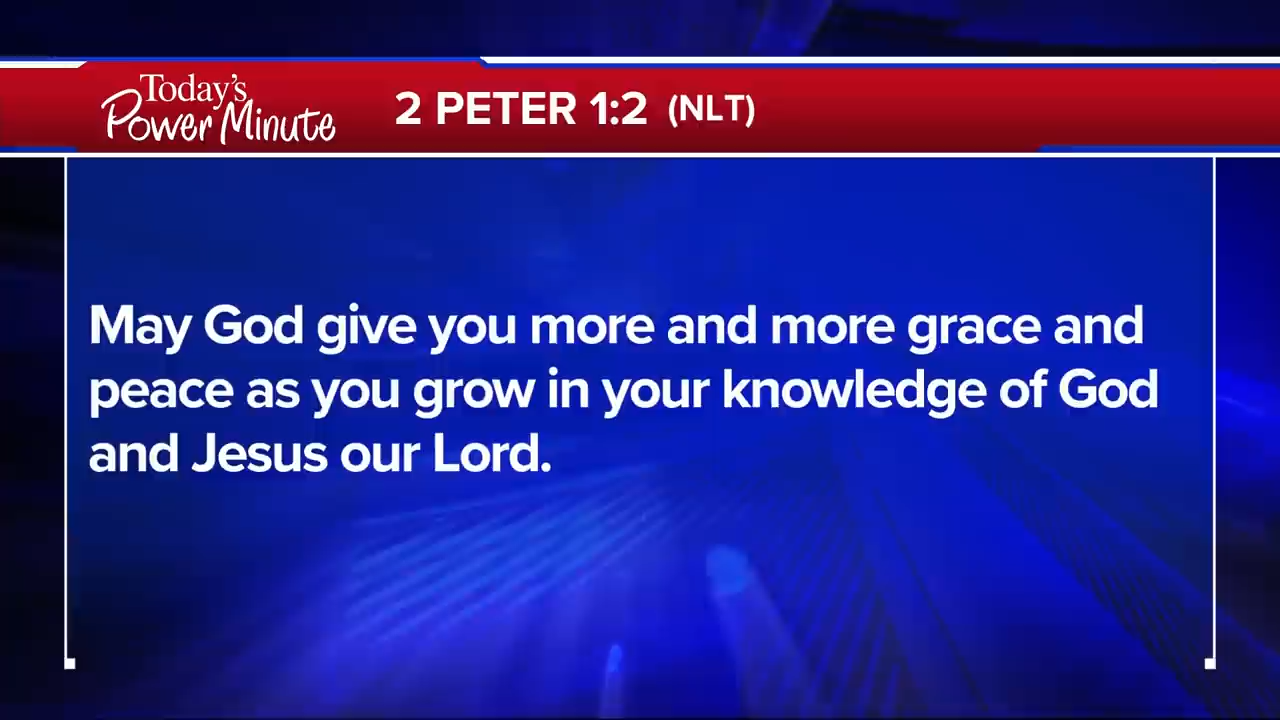 Today's
Power Minute
2 PETER 1:2 (NLT)
May God give you more and more grace and
peace as you grow in your knowledge of God
and Jesus our Lord.